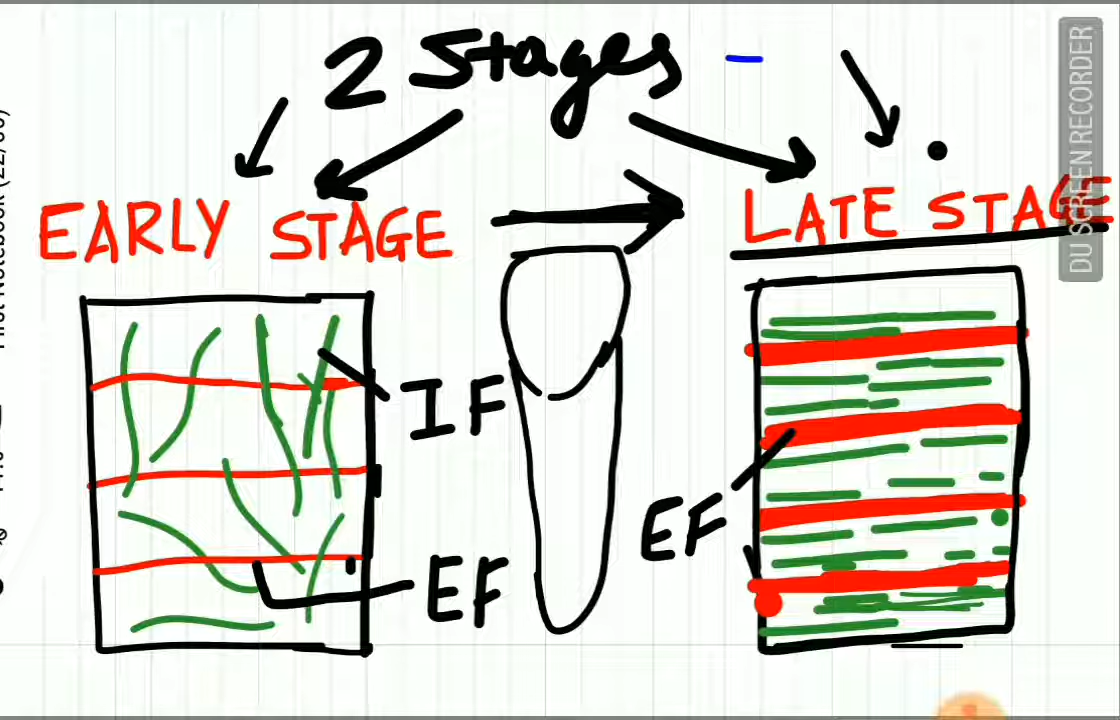 2 Stages -
EARLY STAGE
LATE STAGE
IF
EF
EF
DU SCREEN RECORDER